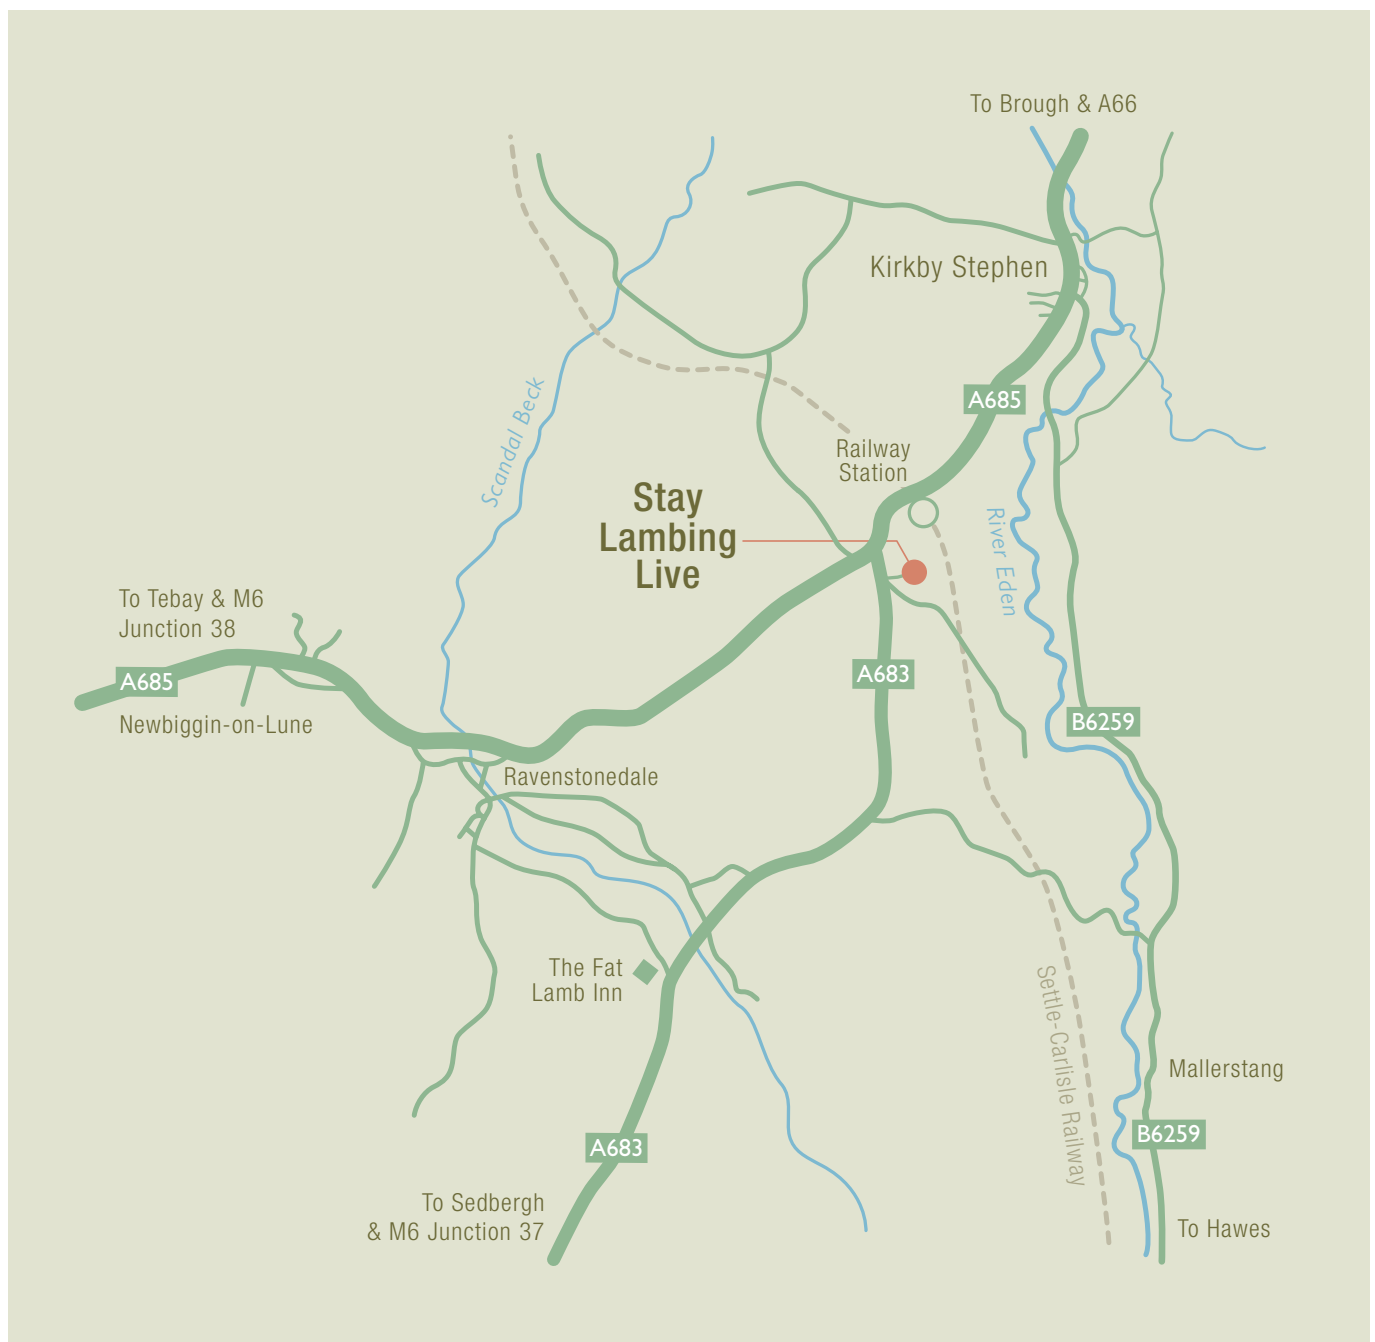 To Brough & A66
Kirkby Stephen
Scandal Beck
A685
Railway
Station
Stay
Lambing
Live
River Eden
To Tebay & M6
Junction 38
A685
A683
Newbiggin-on-Lune
B6259
Ravenstonedale
The Fat
Lamb Inn
Settle-Carlisle Railway
Mallerstang
A683
B6259
To Sedbergh
& M6 Junction 37
To Hawes